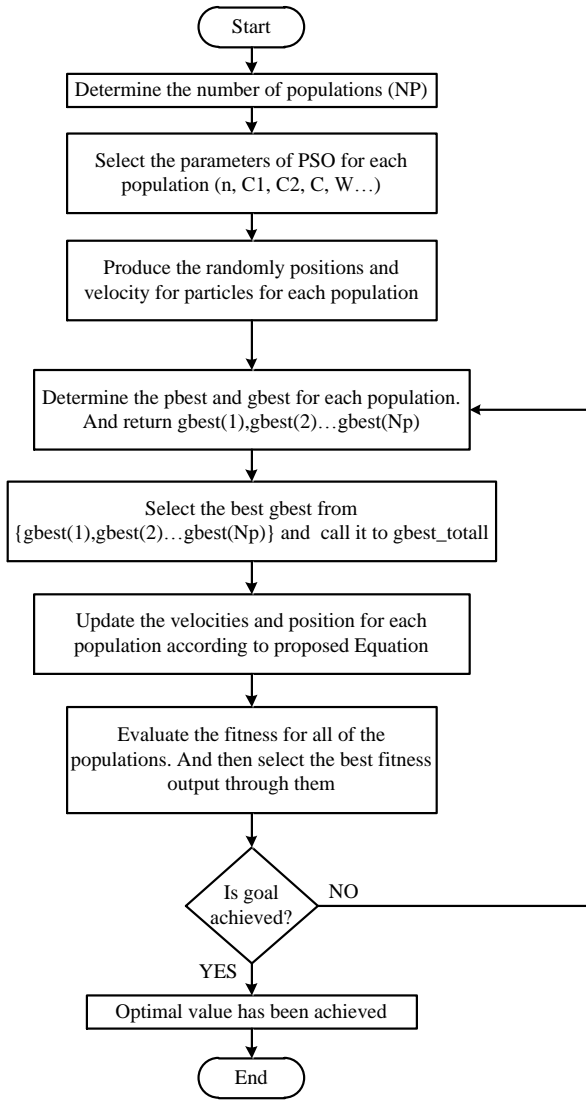 Start
Determine the number of populations (NP)
Select the parameters of PSO for each
population (n, C1, C2, C, W…)
Produce the randomly positions and
velocity for particles for each population
Determine the pbest and gbest for each population.
And return gbest(1),gbest(2)…gbest(Np)
Select the best gbest from
{gbest(1),gbest(2)…gbest(Np)} and call it to gbest_totall
Update the velocities and position for each
population according to proposed Equation
Evaluate the fitness for all of the
populations. And then select the best fitness
output through them
Is goal
achieved?
NO
YES
Optimal value has been achieved
End